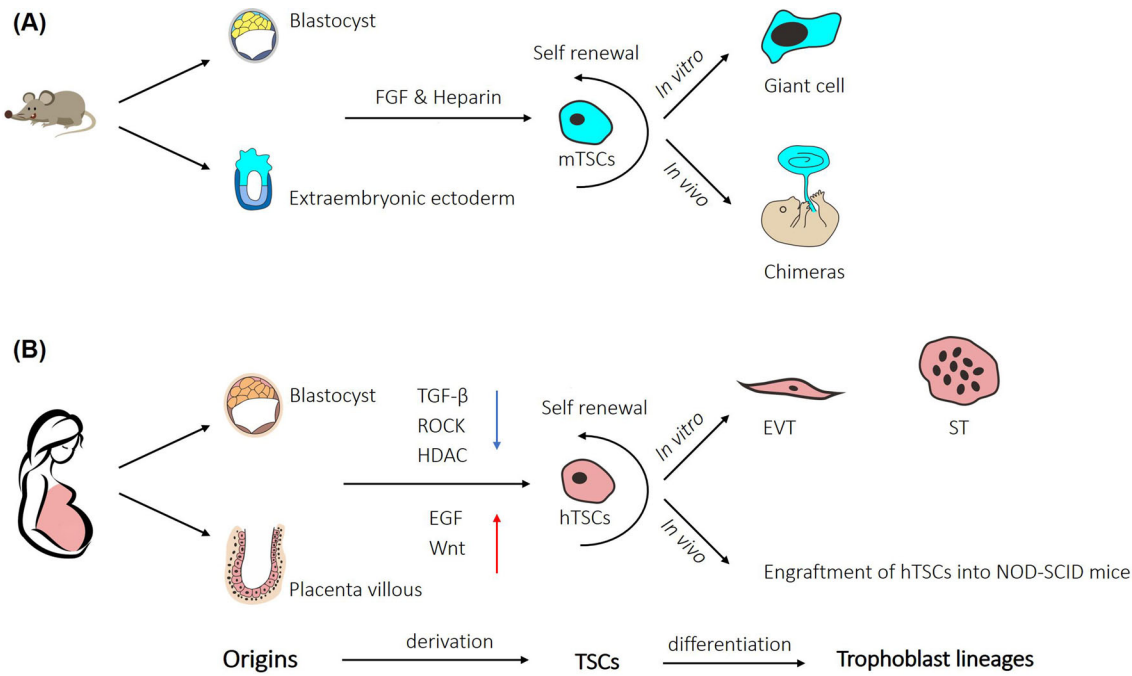 (A)
Blastocyst
Extraembryonic ectoderm
FGF & Heparin
Self renewal
mTSCs
In vitro
In vivo
Giant cell
Chimeras
(B)
Blastocyst
Placenta villous
TGF-β
ROCK
HDAC
EGF
Wnt
Self renewal
hTSCs
In vitro
In vivo
EVT
ST
Engraftment of hTSCs into NOD-SCID mice
Origins
derivation
TSCs
differentiation
Trophoblast lineages